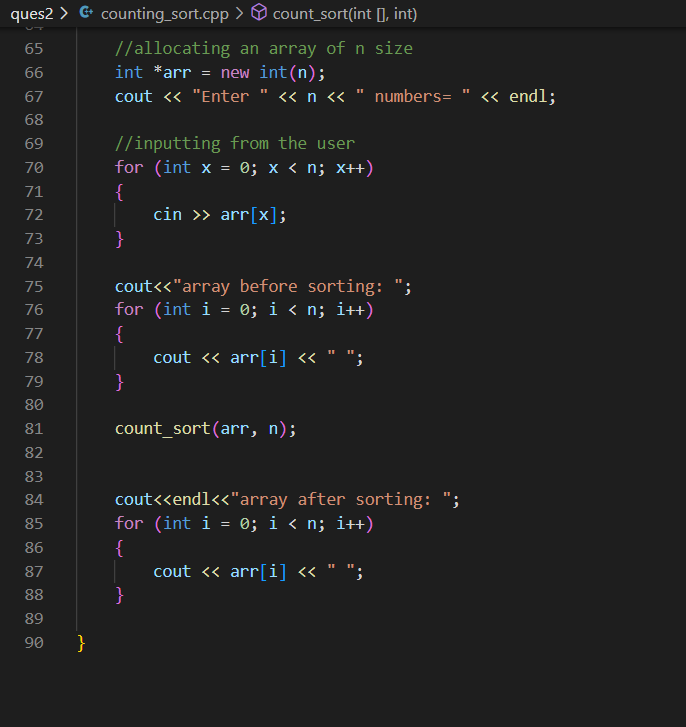 ques2 > counting_sort.cpp > count_sort(int [], int)
64
65 //allocating an array of n size
66 int *arr = new int(n);
67 cout << "Enter " << n << " numbers= " << endl;
68
69 //inputting from the user
70 for (int x = 0; x < n; x++)
71 {
72 cin >> arr[x];
73 }
74
75 cout<<"array before sorting: ";
76 for (int i = 0; i < n; i++)
77 {
78 cout << arr[i] << " ";
79 }
80
81 count_sort(arr, n);
82
83
84 cout<<endl<<"array after sorting: ";
85 for (int i = 0; i < n; i++)
86 {
87 cout << arr[i] << " ";
88 }
89
90 }